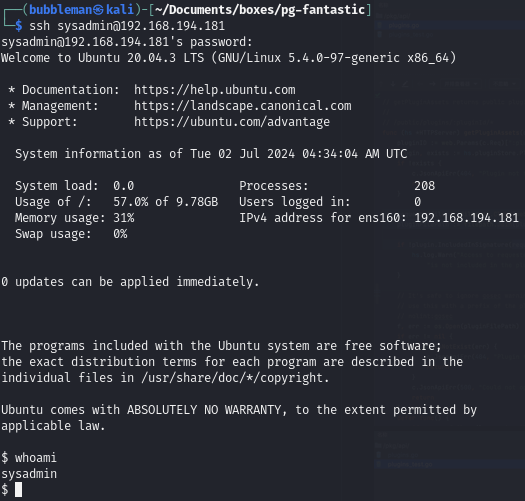 ┌──(bubbleman㉿kali)-[~/Documents/boxes/pg-fantastic]
└─$ ssh sysadmin@192.168.194.181
sysadmin@192.168.194.181's password:
Welcome to Ubuntu 20.04.3 LTS (GNU/Linux 5.4.0-97-generic x86_64)
* Documentation:  https://help.ubuntu.com
* Management:     https://landscape.canonical.com
* Support:        https://ubuntu.com/advantage
System information as of Tue 02 Jul 2024 04:34:04 AM UTC
System load:  0.0               Processes:               208
Usage of /:   57.0% of 9.78GB   Users logged in:         0
Memory usage: 31%               IPv4 address for ens160: 192.168.194.181
Swap usage:   0%
0 updates can be applied immediately.
The programs included with the Ubuntu system are free software;
the exact distribution terms for each program are described in the
individual files in /usr/share/doc/*/copyright.
Ubuntu comes with ABSOLUTELY NO WARRANTY, to the extent permitted by
applicable law.
$ whoami
sysadmin
$